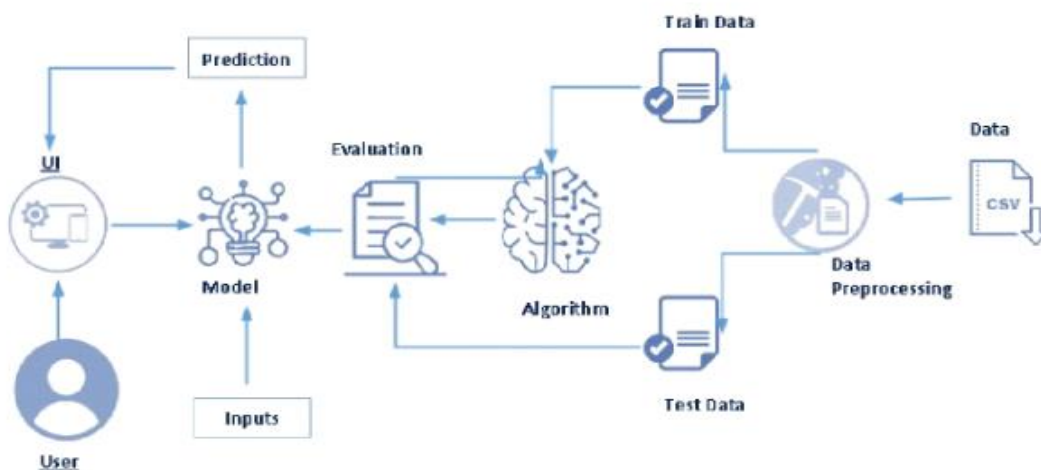 Train Data
Prediction
Data
Evaluation
UI
CSV
Model
Algorithm
Data
Preprocessing
Inputs
Test Data
User